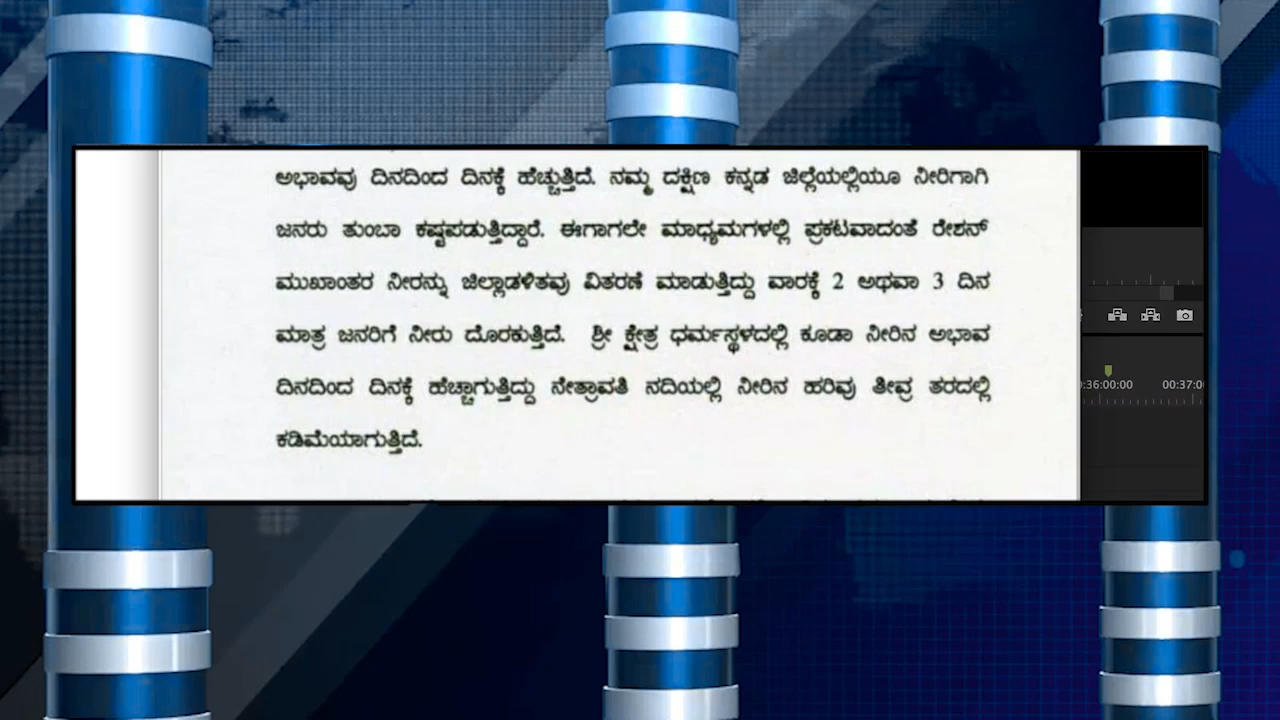 ಅಭಾವವು ದಿನದಿಂದ ದಿನಕ್ಕೆ ಹೆಚ್ಚುತ್ತಿದೆ. ನಮ್ಮ ದಕ್ಷಿಣ ಕನ್ನಡ ಜಿಲ್ಲೆಯಲ್ಲಿಯೂ ನೀರಿಗಾಗಿ
ಜನರು ತುಂಬಾ ಕಷ್ಟಪಡುತ್ತಿದ್ದಾರೆ. ಈಗಾಗಲೇ ಮಾಧ್ಯಮಗಳಲ್ಲಿ ಪ್ರಕಟವಾದಂತೆ ರೇಶನ್
ಮುಖಾಂತರ ನೀರನ್ನು ಜಿಲ್ಲಾಡಳಿತವು ವಿತರಣೆ ಮಾಡುತ್ತಿದ್ದು ವಾರಕ್ಕೆ 2 ಅಥವಾ 3 ದಿನ
ಮಾತ್ರ ಜನರಿಗೆ ನೀರು ದೊರಕುತ್ತಿದೆ. ಶ್ರೀ ಕ್ಷೇತ್ರ ಧರ್ಮಸ್ಥಳದಲ್ಲಿ ಕೂಡಾ ನೀರಿನ ಅಭಾವ
ದಿನದಿಂದ ದಿನಕ್ಕೆ ಹೆಚ್ಚಾಗುತ್ತಿದ್ದು ನೇತ್ರಾವತಿ ನದಿಯಲ್ಲಿ ನೀರಿನ ಹರಿವು ತೀವ್ರ ತರದಲ್ಲಿ
ಕಡಿಮೆಯಾಗುತ್ತಿದೆ.
:36:00:00 00:37:0